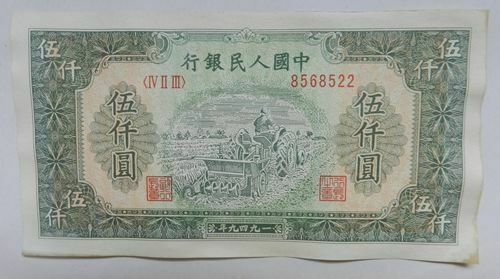 伍仟 伍仟
行銀民人國中
〈IV II III〉 8568522
伍仟圓 伍仟圓
伍仟 伍仟
年九四九一